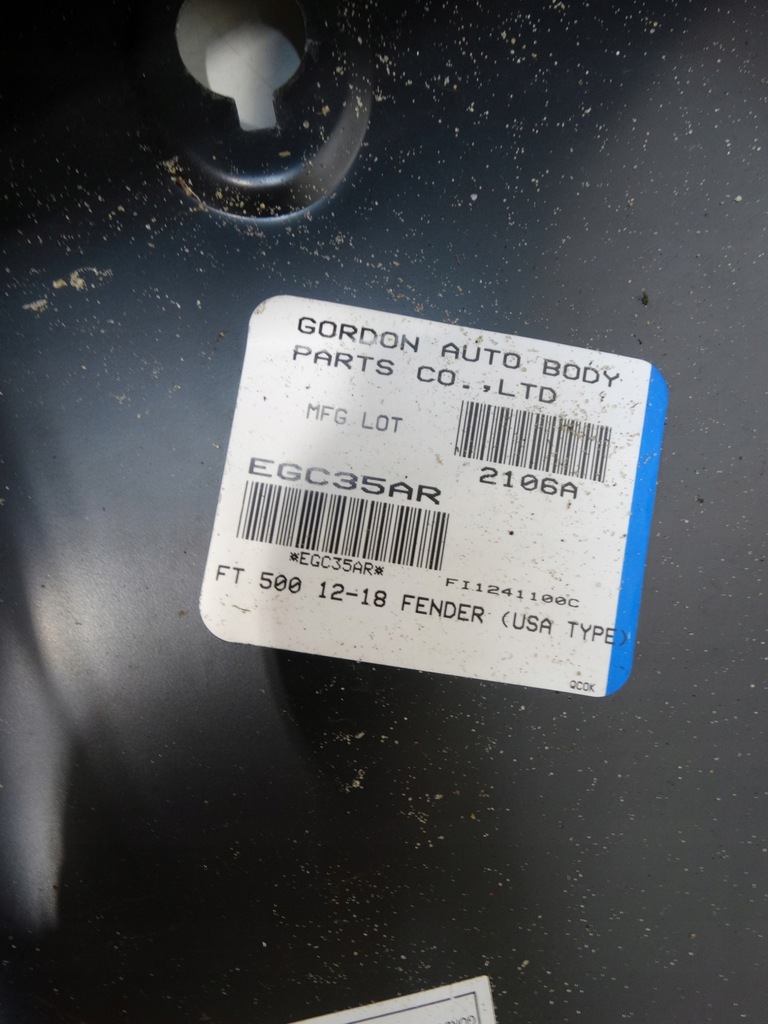 GORDON AUTO BODY
PARTS CO.,LTD
MFG LOT
2106A
EGC35AR
*EGC35AR*
FI1241100C
FT 500 12-18 FENDER (USA TYPE)
QCOK